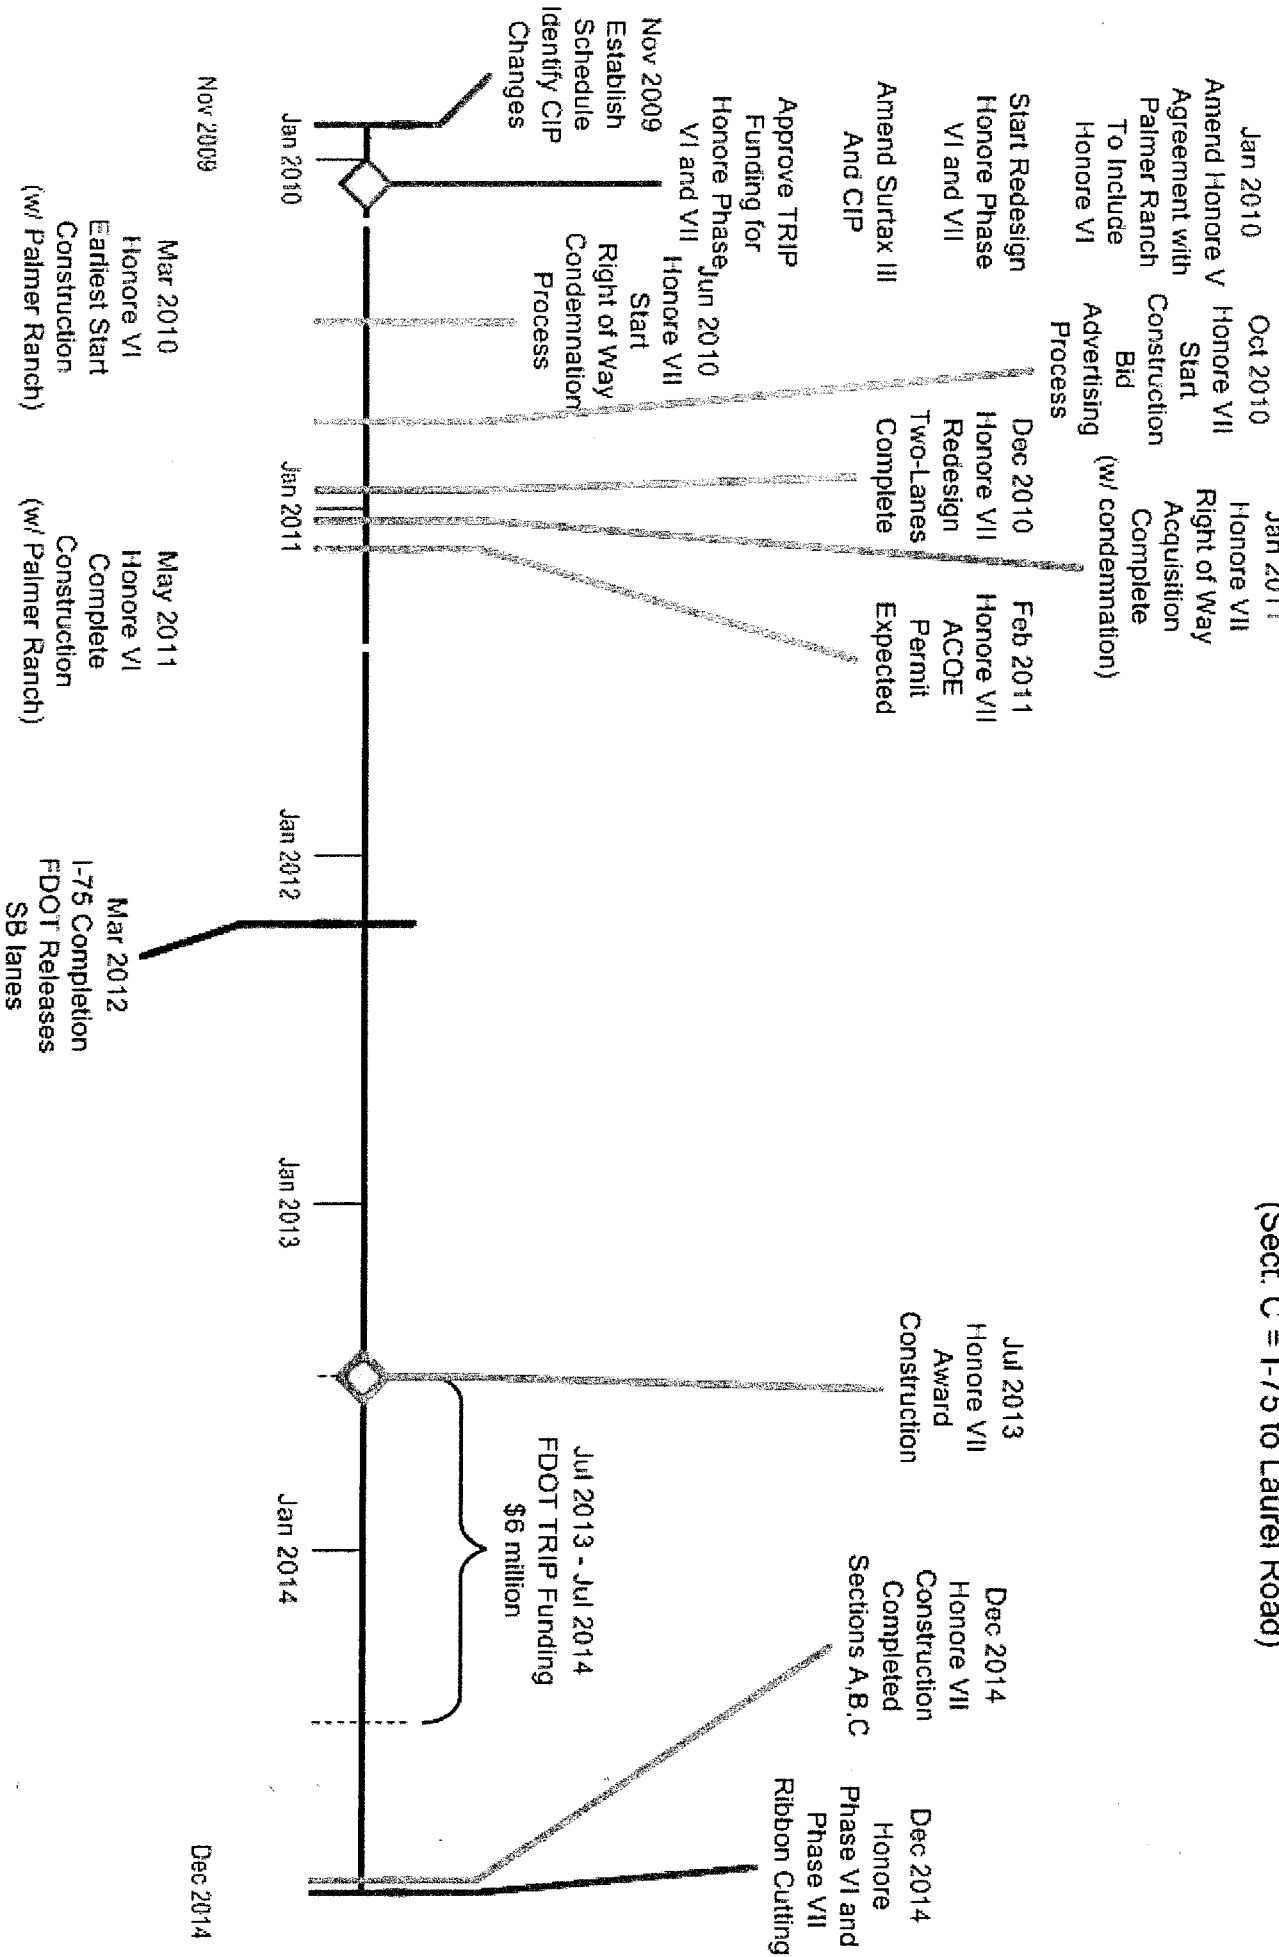 (Sect. C = I-75 to Laurel Road)
Jan 2010
Amend Honore V
Agreement with
Palmer Ranch
To Include
Honore VI
Start Redesign
Honore Phase
VI and VII
Amend Surtax III
And CIP
Approve TRIP
Funding for
Honore Phase
VI and VII
Nov 2009
Establish
Schedule
Identify CIP
Changes
Oct 2010
Honore VII
Start
Construction
Bid
Advertising
Process
Jun 2010
Honore VII
Start
Right of Way
Condemnation
Process
Jan 2011
Honore VII
Right of Way
Acquisition
Complete
(w/ condemnation)
Dec 2010
Honore VII
Redesign
Two-Lanes
Complete
Feb 2011
Honore VII
ACOE
Permit
Expected
Jul 2013
Honore VII
Award
Construction
Jul 2013 - Jul 2014
FDOT TRIP Funding
$6 million
Dec 2014
Honore VII
Construction
Completed
Sections A,B,C
Dec 2014
Honore
Phase VI and
Phase VII
Ribbon Cutting
Jan 2010
Jan 2011
Jan 2012
Jan 2013
Jan 2014
Nov 2009
Dec 2014
Mar 2010
Honore VI
Earliest Start
Construction
(w/ Palmer Ranch)
May 2011
Honore VI
Complete
Construction
(w/ Palmer Ranch)
Mar 2012
I-75 Completion
FDOT Releases
SB lanes